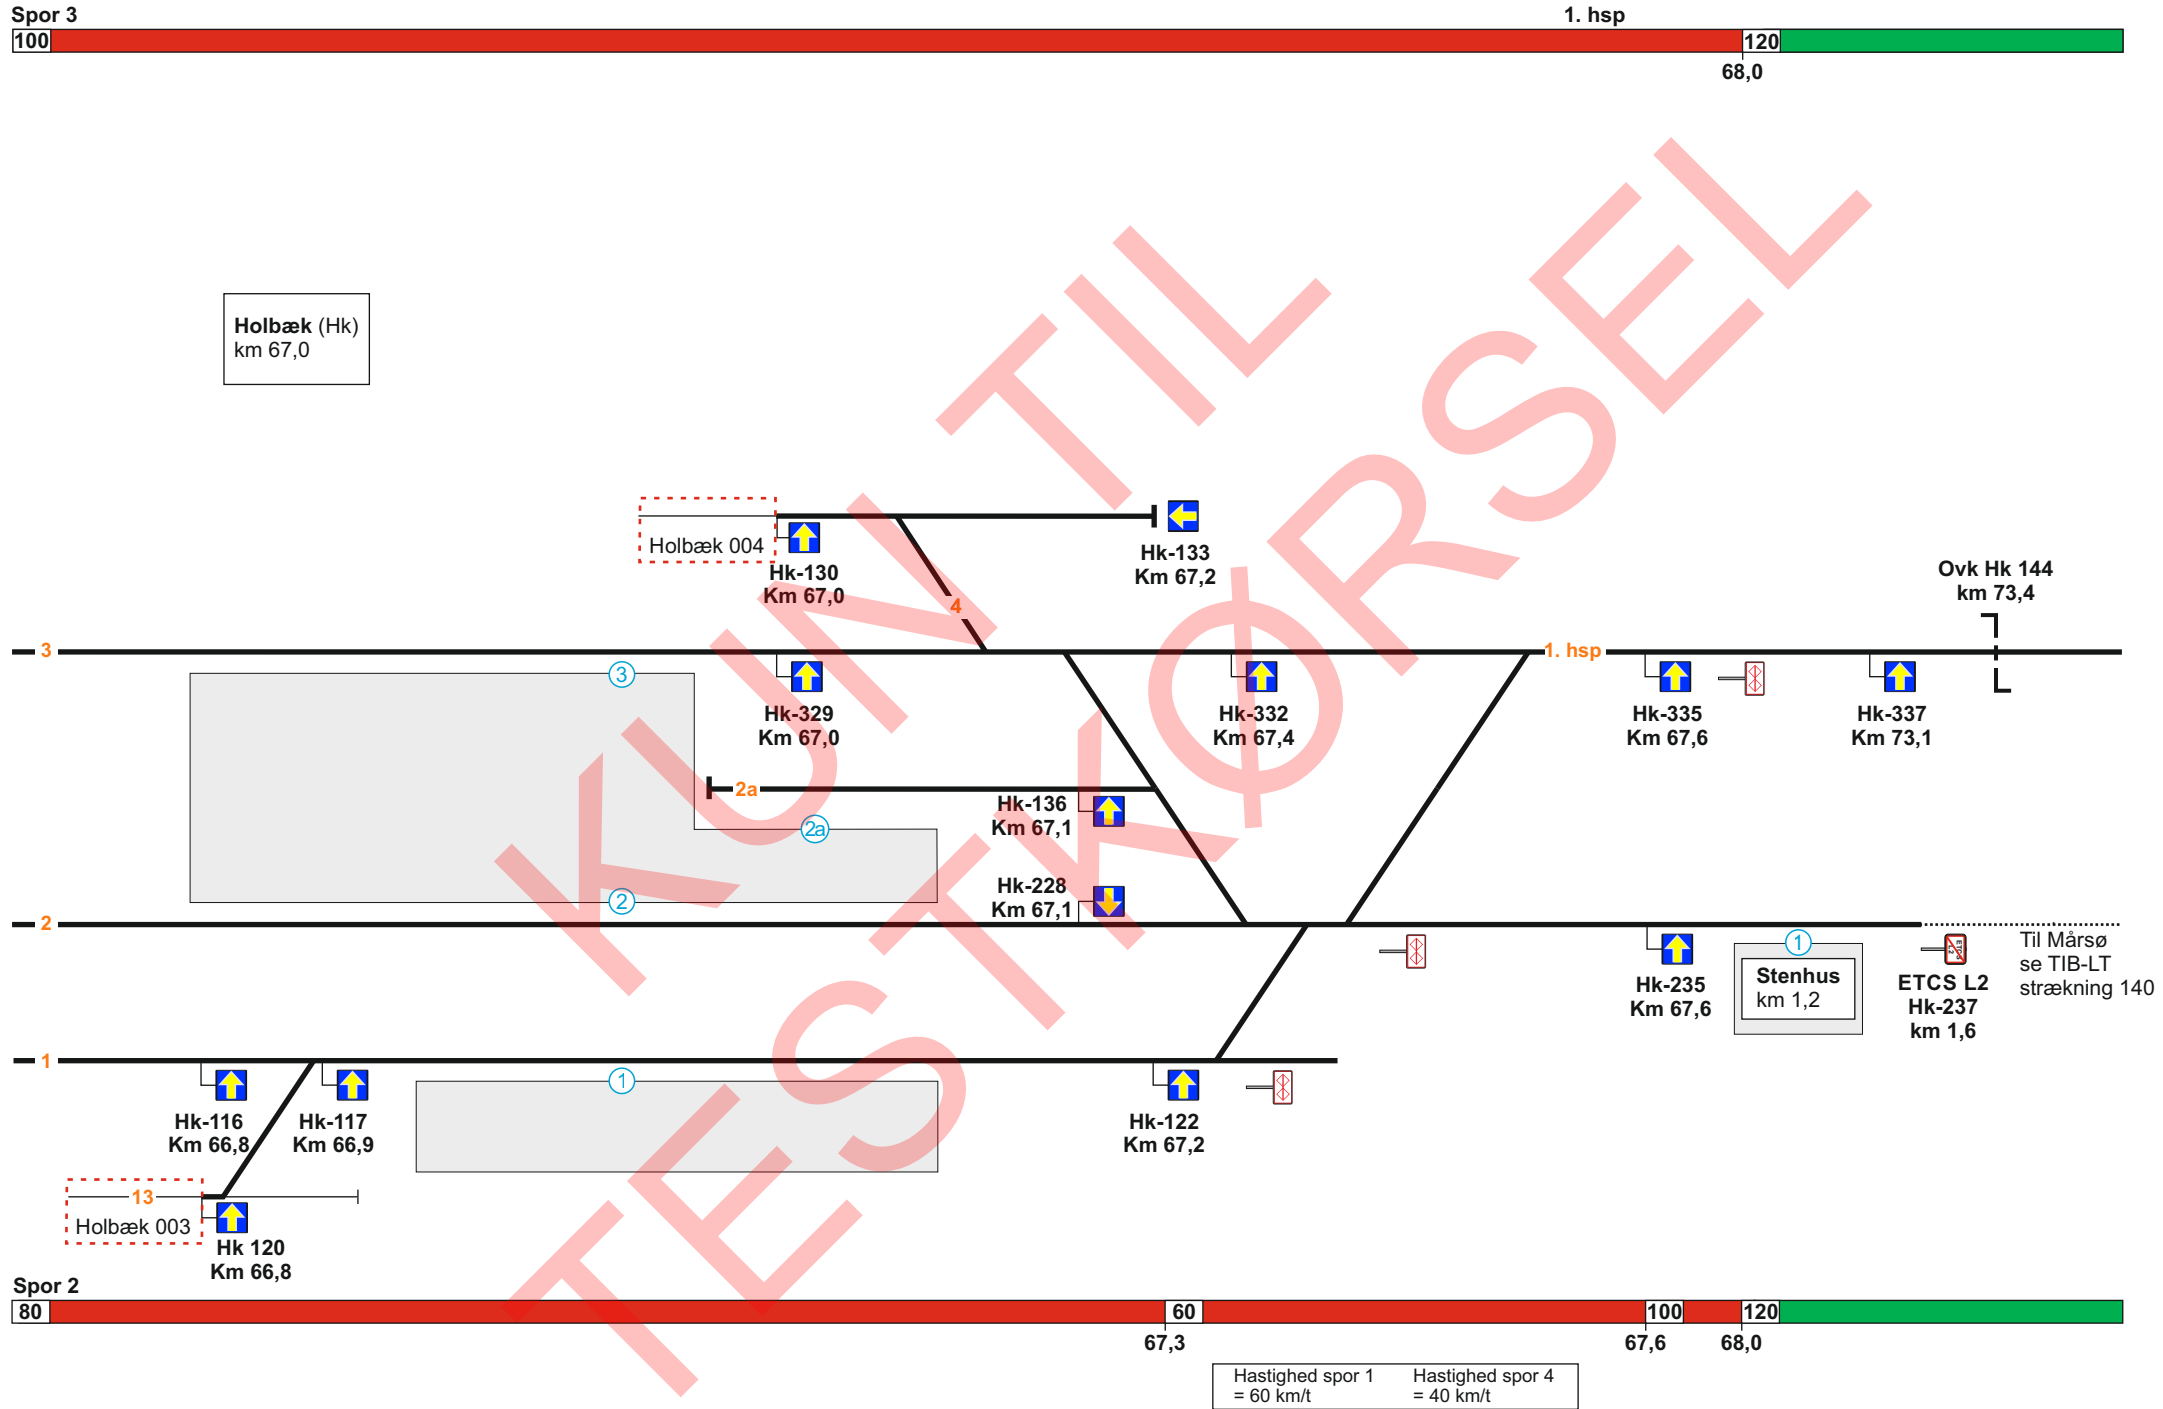 Spor 3
1. hsp
100
120
68,0
Holbæk (Hk)
km 67,0
Holbæk 004
Hk-130
Km 67,0
Hk-133
Km 67,2
4
Ovk Hk 144
km 73,4
3
1. hsp
3
Hk-329
Km 67,0
Hk-332
Km 67,4
Hk-335
Km 67,6
Hk-337
Km 73,1
2a
Hk-136
Km 67,1
2a
Hk-228
Km 67,1
2
2
Hk-235
Km 67,6
1
Stenhus
km 1,2
ETCS L2
ETCS L2
Hk-237
km 1,6
Til Mårsø
se TIB-LT
strækning 140
1
1
Hk-116
Km 66,8
Hk-117
Km 66,9
Hk-122
Km 67,2
13
Holbæk 003
Hk 120
Km 66,8
Spor 2
80
60
100
120
67,3
67,6
68,0
Hastighed spor 1
= 60 km/t
Hastighed spor 4
= 40 km/t
KUN TIL
TESTKØRSEL